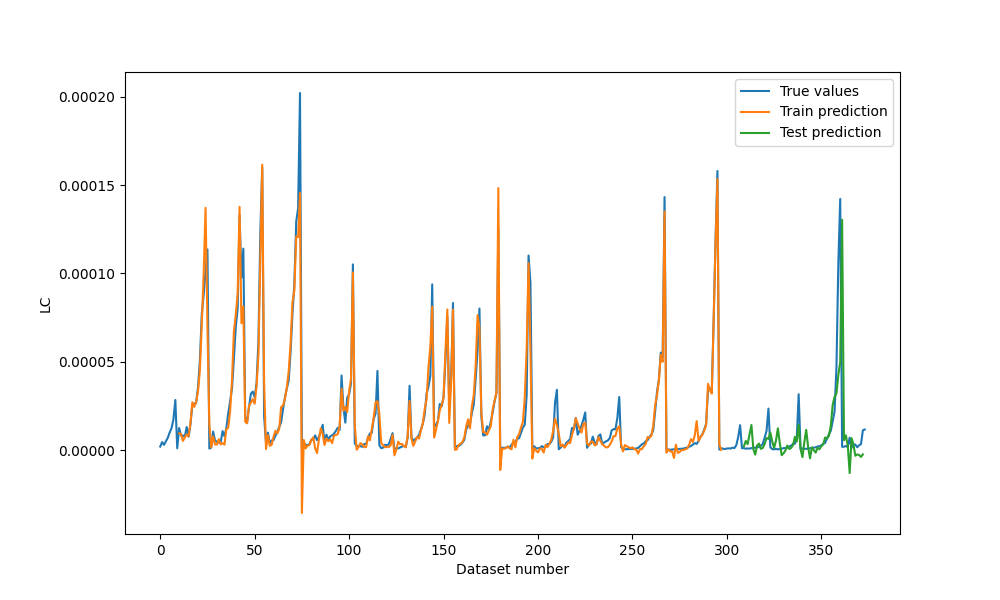 True values
Train prediction
Test prediction
0.00020
0.00015
0.00010
0.00005
0.00000
LC
0
50
100
150
200
250
300
350
Dataset number